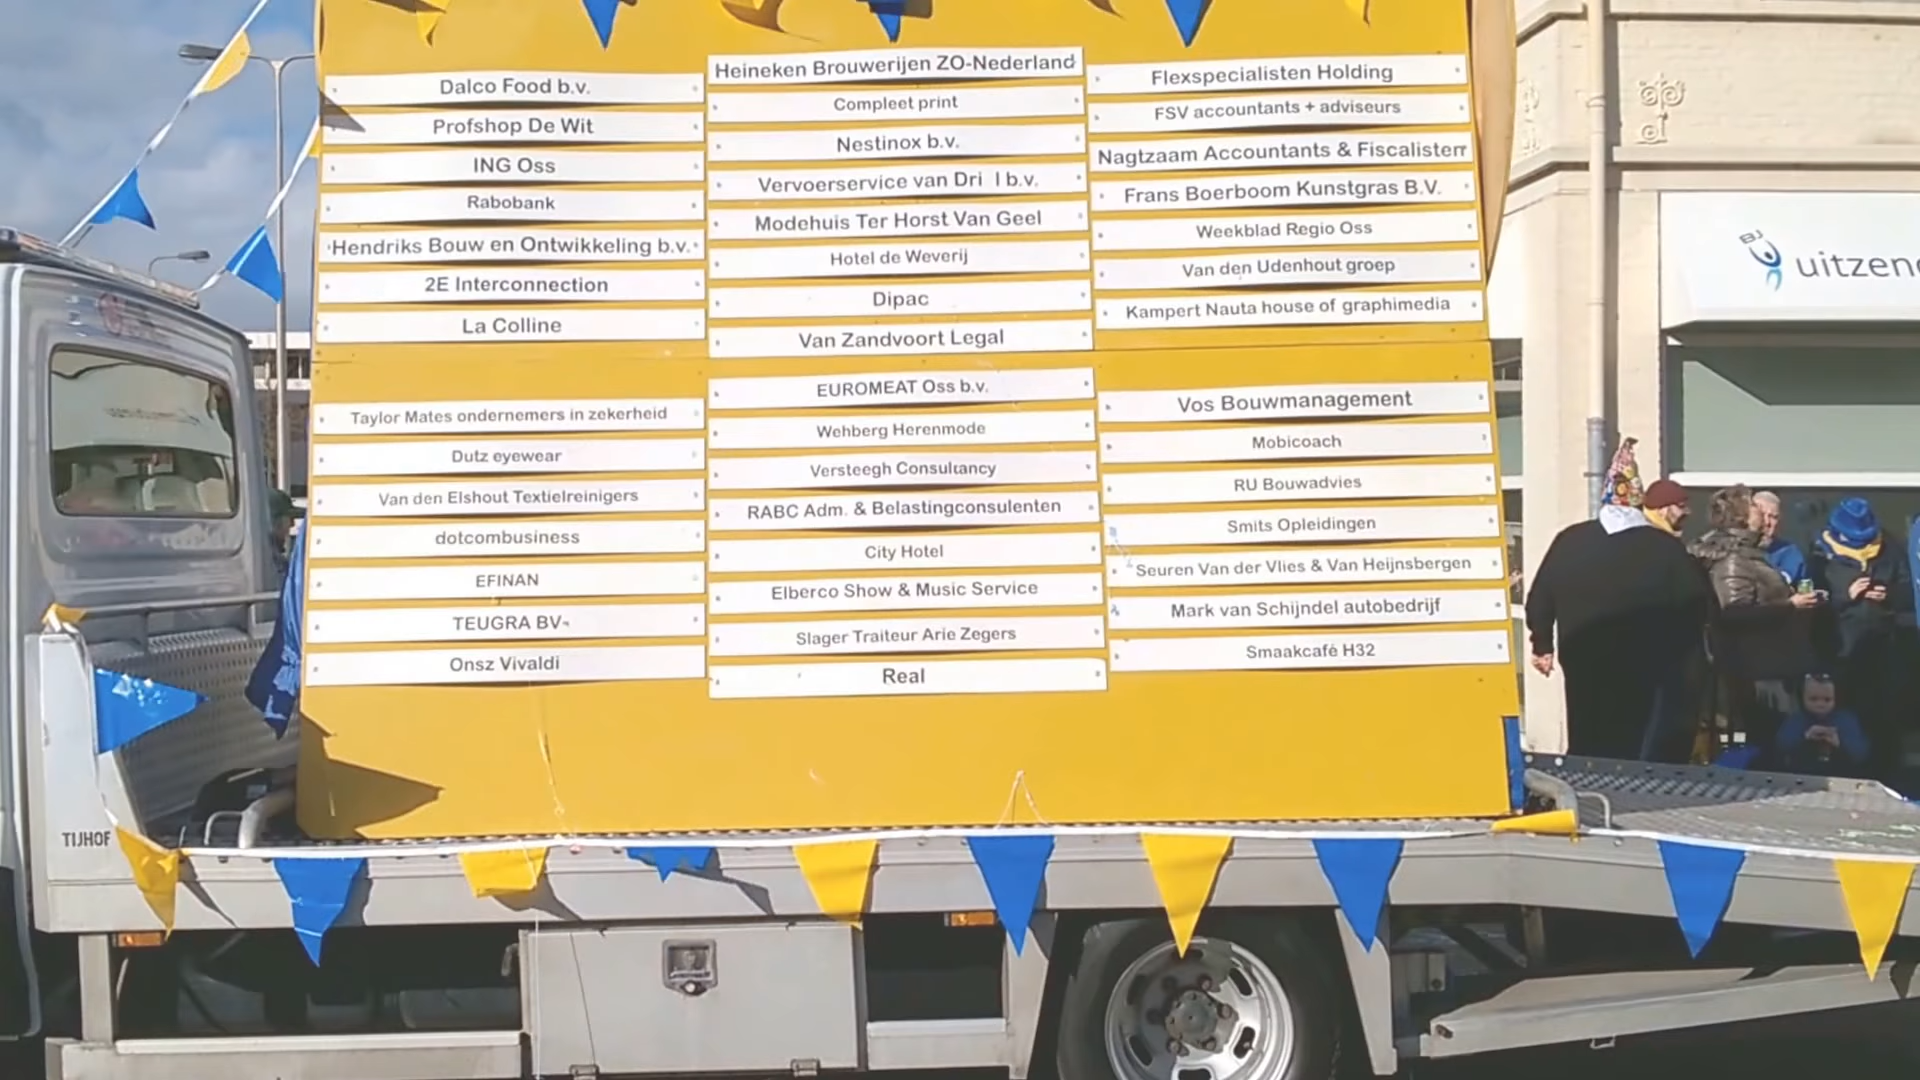 Dalco Food b.v.
Profshop De Wit
ING Oss
Rabobank
Hendriks Bouw en Ontwikkeling b.v.
2E Interconnection
La Colline
Taylor Mates ondernemers in zekerheid
Dutz eyewear
Van den Elshout Textielreinigers
dotcombusiness
EFINAN
TEUGRA BV
Onsz Vivaldi
Heineken Brouwerijen ZO-Nederland
Compleet print
Nestinox b.v.
Vervoerservice van Dri l b.v.
Modehuis Ter Horst Van Geel
Hotel de Weverij
Dipac
Van Zandvoort Legal
EUROMEAT Oss b.v.
Wehberg Herenmode
Versteegh Consultancy
RABC Adm. & Belastingconsulenten
City Hotel
Elberco Show & Music Service
Slager Traiteur Arie Zegers
Real
Flexspecialisten Holding
FSV accountants + adviseurs
Nagtzaam Accountants & Fiscalisten
Frans Boerboom Kunstgras B.V.
Weekblad Regio Oss
Van den Udenhout groep
Kampert Nauta house of graphimedia
Vos Bouwmanagement
Mobicoach
RU Bouwadvies
Smits Opleidingen
Seuren Van der Vlies & Van Heijnsbergen
Mark van Schijndel autobedrijf
Smaakcafé H32
BJ
uitzend
TIJHOF